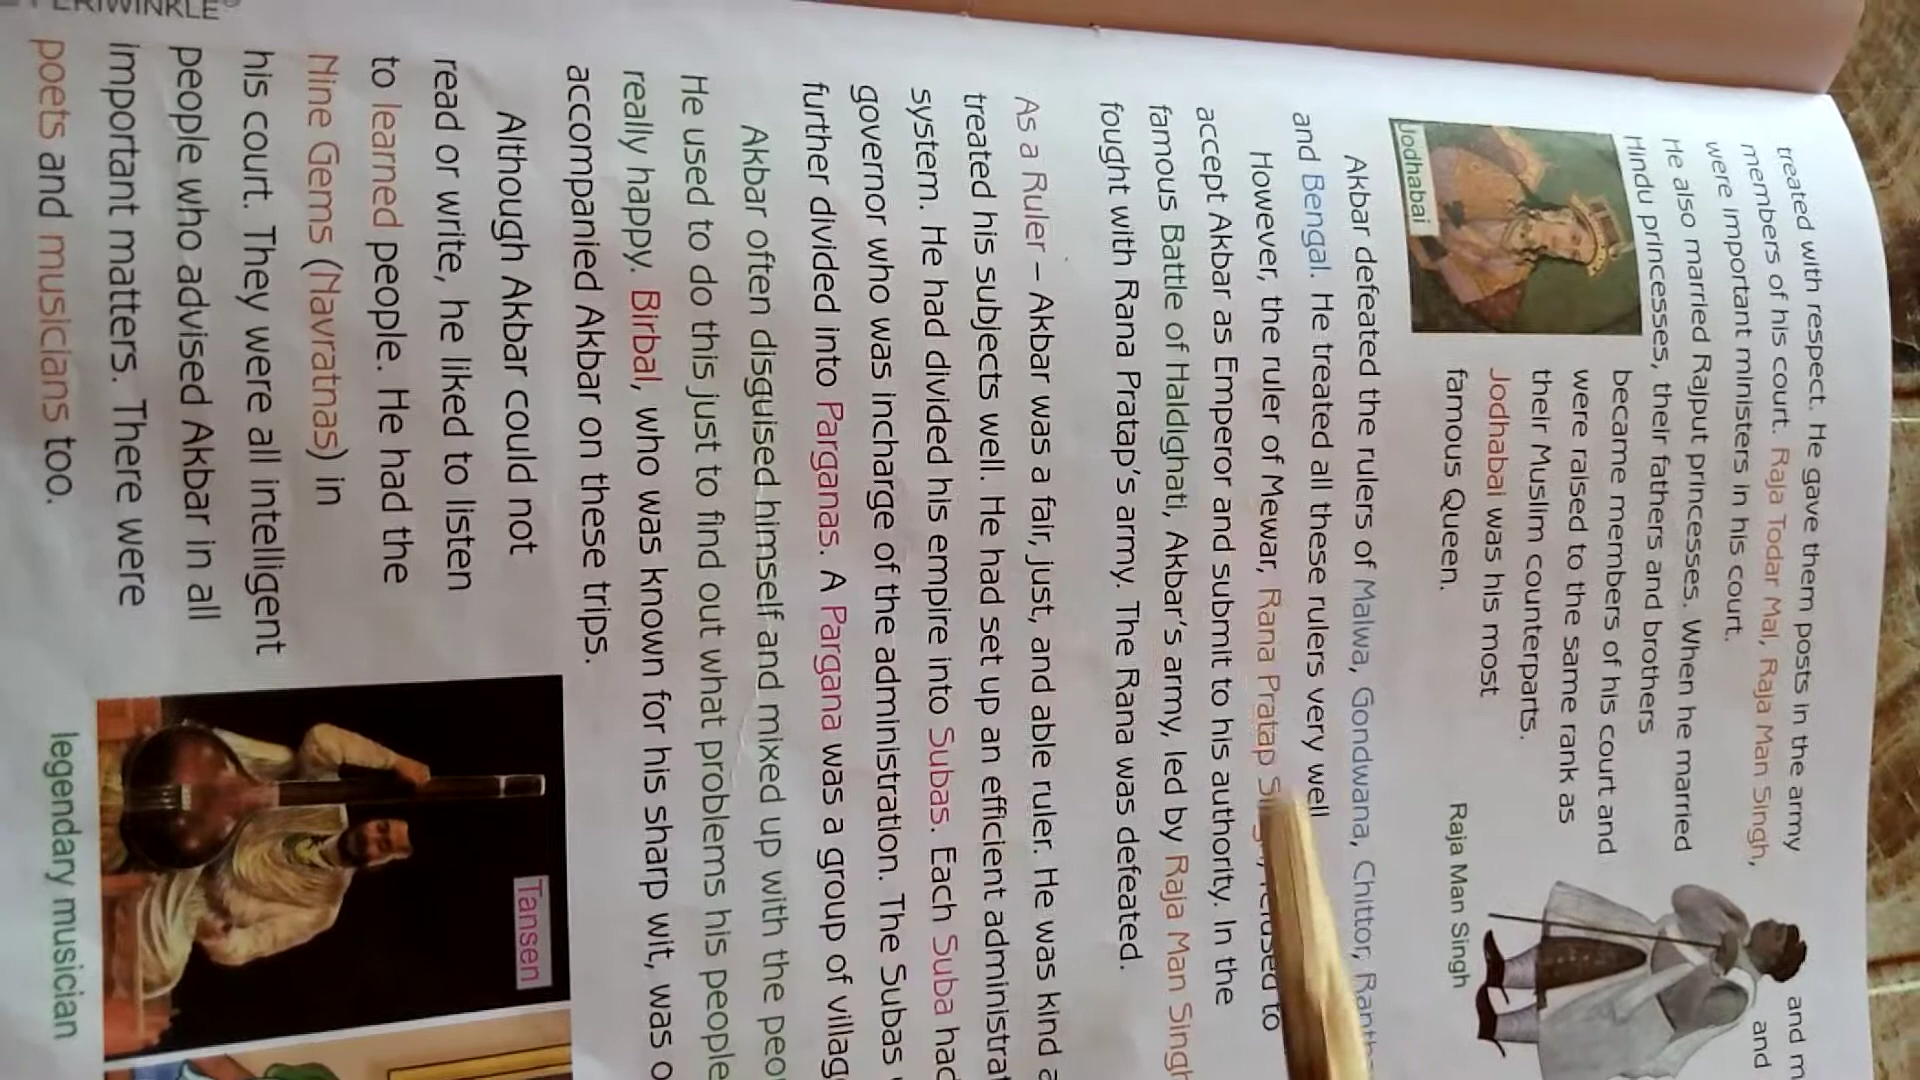 treated with respect. He gave them posts in the army and
members of his court. Raja Todar Mal, Raja Man Singh, and
were important ministers in his court.
He also married Rajput princesses. When he married
Hindu princesses, their fathers and brothers
became members of his court and
were raised to the same rank as
their Muslim counterparts.
Jodhabai was his most
famous Queen.
Jodhabai
Raja Man Singh
Akbar defeated the rulers of Malwa, Gondwana, Chittor,
and Bengal. He treated all these rulers very well
However, the ruler of Mewar, Rana Pratap to
accept Akbar as Emperor and submit to his authority. In the
famous Battle of Haldighati, Akbar's army, led by Raja Man Singh
fought with Rana Pratap's army. The Rana was defeated.
As a Ruler – Akbar was a fair, just, and able ruler. He was kind
treated his subjects well. He had set up an efficient
system. He had divided his empire into Subas. Each Suba had
governor who was incharge of the administration. The Subas
further divided into Parganas. A Pargana was a group of
Akbar often disguised himself and mixed up with the
He used to do this just to find out what problems his people
really happy. Birbal, who was known for his sharp wit, was
accompanied Akbar on these trips.
Although Akbar could not
read or write, he liked to listen
to learned people. He had the
Nine Gems (Navratnas) in
his court. They were all intelligent
people who advised Akbar in all
important matters. There were
poets and musicians too.
Tansen
legendary musician
PERIWINKLE